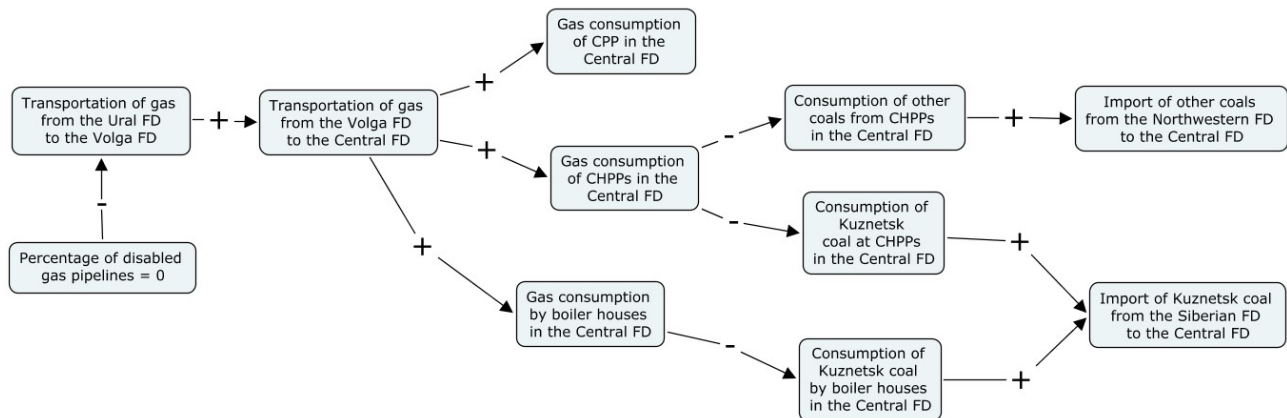 Gas consumption
of CPP in the
Central FD
+
Transportation of gas
from the Ural FD
to the Volga FD
+
Transportation of gas
from the Volga FD
to the Central FD
+
Gas consumption
of CHPPs in the
Central FD
-
Consumption of other
coals from CHPPs
in the Central FD
+
Import of other coals
from the Northwestern FD
to the Central FD
-
Percentage of disabled
gas pipelines = 0
-
Consumption of
Kuznetsk
coal at CHPPs
in the Central FD
+
+
Gas consumption
by boiler houses
in the Central FD
-
Consumption of
Kuznetsk coal
by boiler houses
in the Central FD
+
Import of Kuznetsk coal
from the Siberian FD
to the Central FD